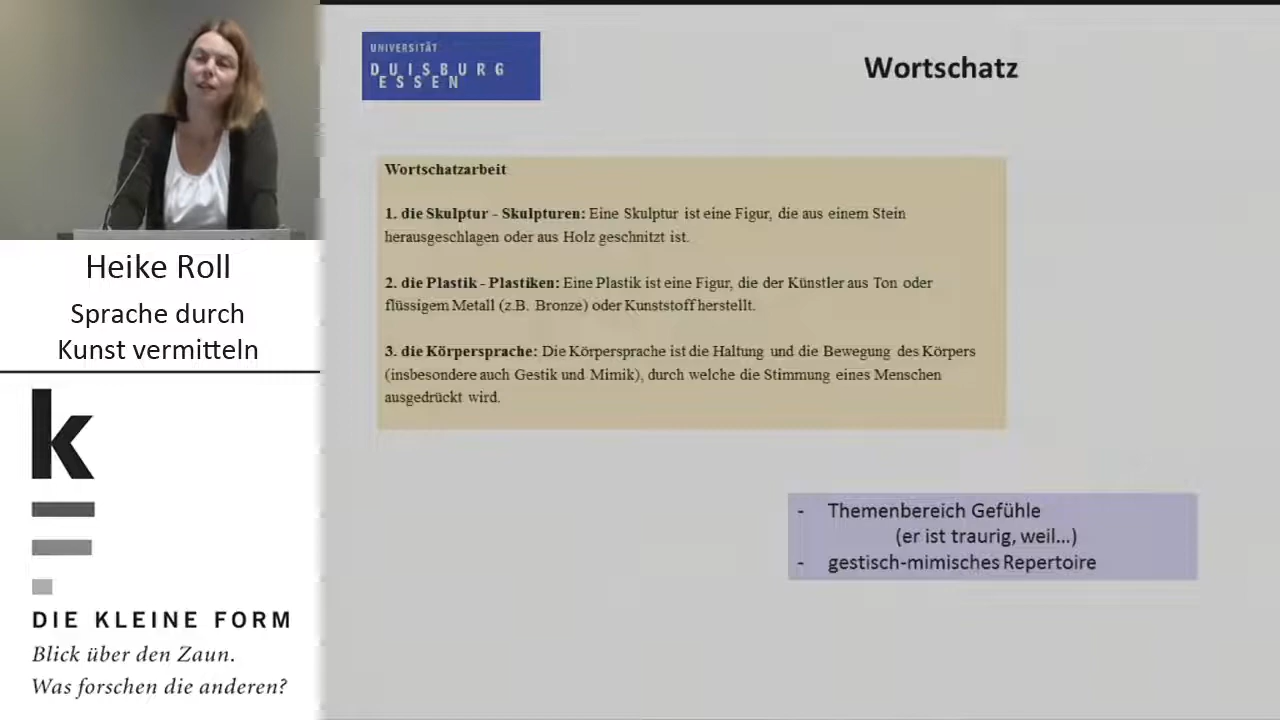 Heike Roll
Sprache durch
Kunst vermitteln
k
DIE KLEINE FORM
Blick über den Zaun.
Was forschen die anderen?
UNIVERSITÄT
DUISBURG
ESSEN
Wortschatz
Wortschatzarbeit
1. die Skulptur - Skulpturen: Eine Skulptur ist eine Figur, die aus einem Stein
herausgeschlagen oder aus Holz geschnitzt ist.
2. die Plastik - Plastiken: Eine Plastik ist eine Figur, die der Künstler aus Ton oder
flüssigem Metall (z.B. Bronze) oder Kunststoff herstellt.
3. die Körpersprache: Die Körpersprache ist die Haltung und die Bewegung des Körpers
(insbesondere auch Gestik und Mimik), durch welche die Stimmung eines Menschen
ausgedrückt wird.
- Themenbereich Gefühle
(er ist traurig, weil...)
- gestisch-mimisches Repertoire